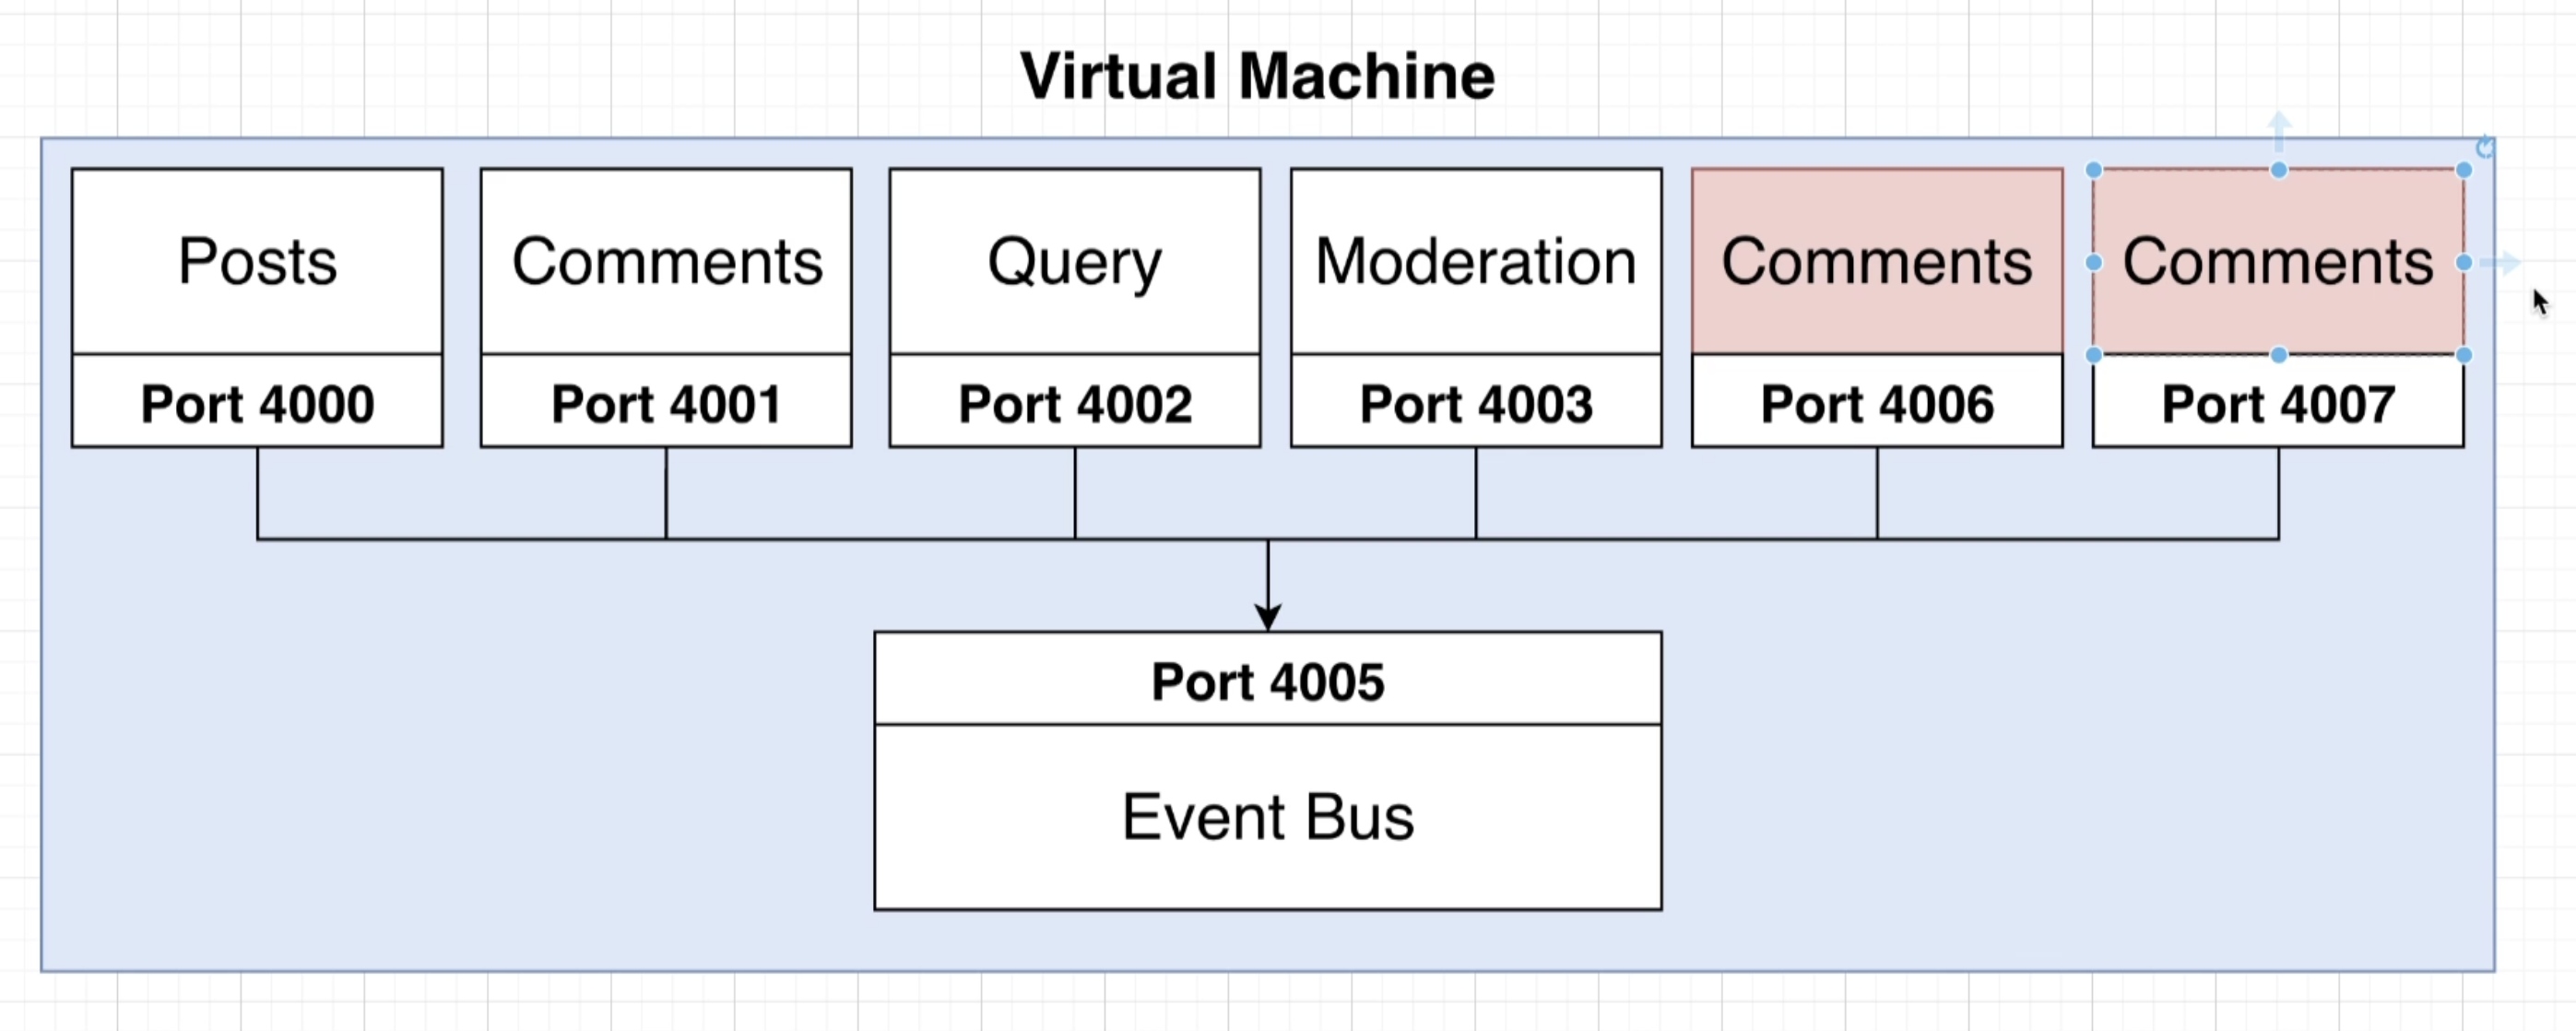 Virtual Machine
Posts
Comments
Query
Moderation
Comments
Comments
Port 4000
Port 4001
Port 4002
Port 4003
Port 4006
Port 4007
Port 4005
Event Bus